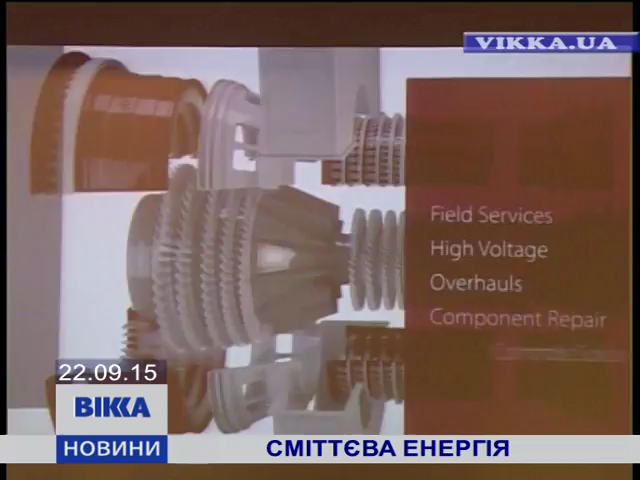 VIKKA.UA
Field Services
High Voltage
Overhauls
Component Repair
22.09.15
ВІККА
НОВИНИ
СМІТТЄВА ЕНЕРГІЯ